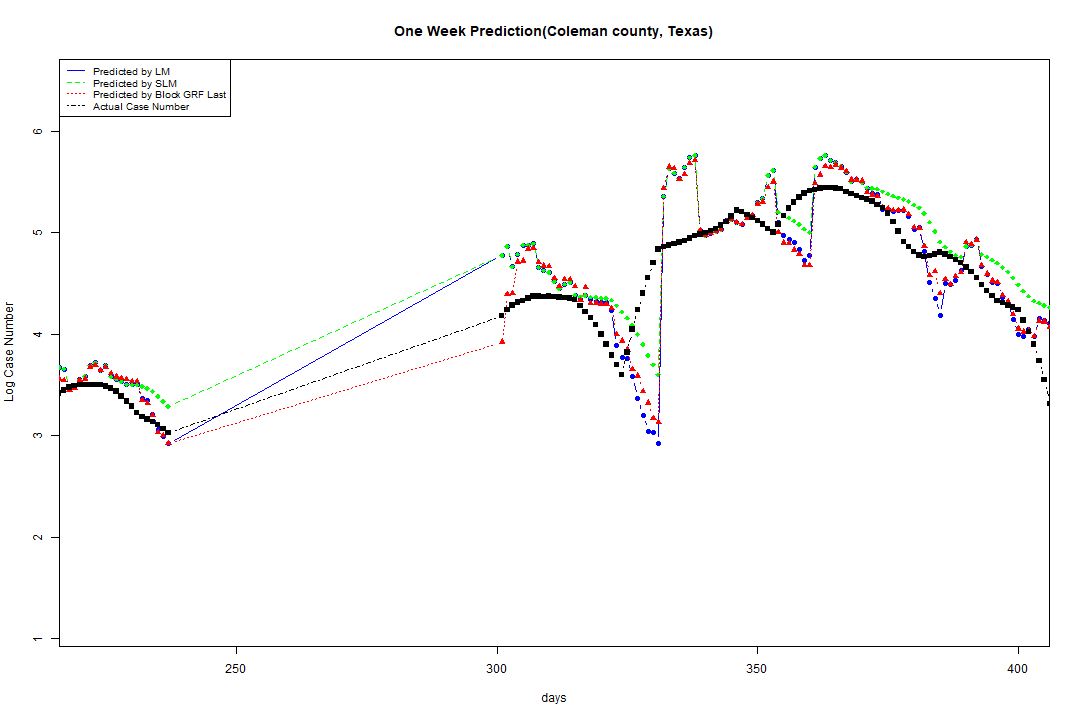 One Week Prediction(Coleman county, Texas)
Predicted by LM
Predicted by SLM
Predicted by Block GRF Last
Actual Case Number
6
5
4
3
2
1
Log Case Number
250
300
350
400
days